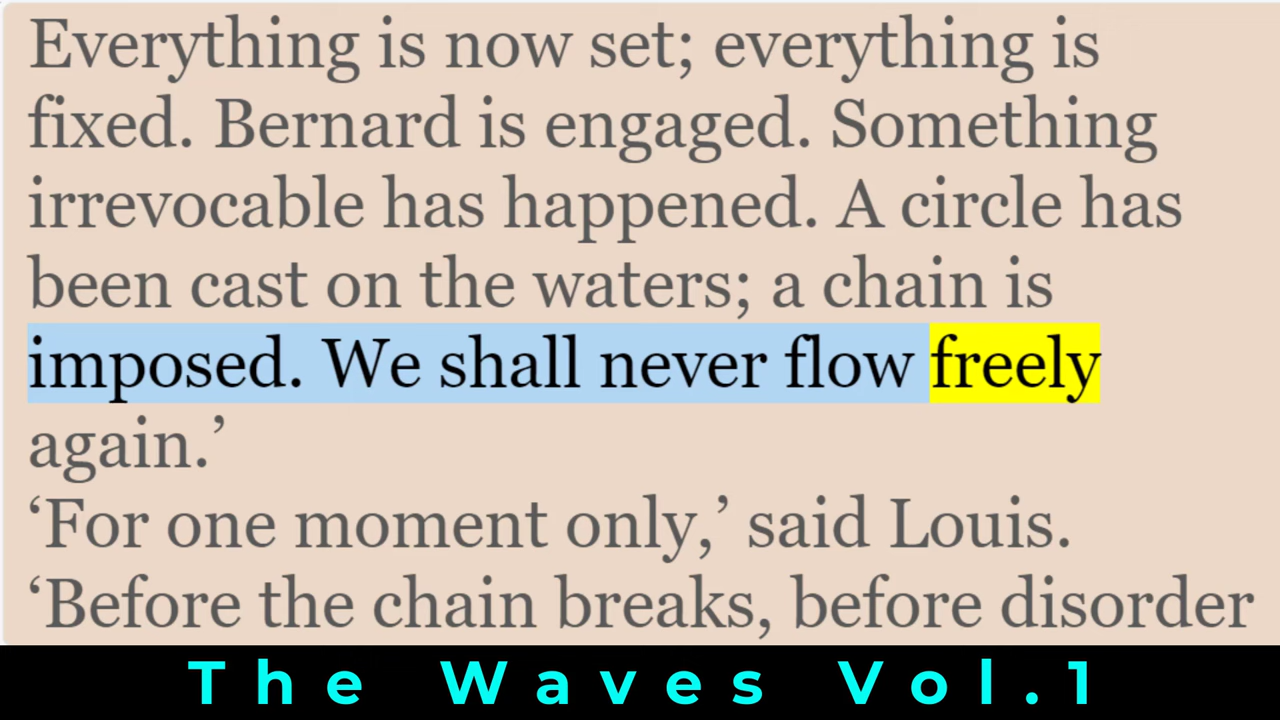 Everything is now set; everything is
fixed. Bernard is engaged. Something
irrevocable has happened. A circle has
been cast on the waters; a chain is
imposed. We shall never flow freely
again.’
‘For one moment only,’ said Louis.
‘Before the chain breaks, before disorder
The Waves Vol.1